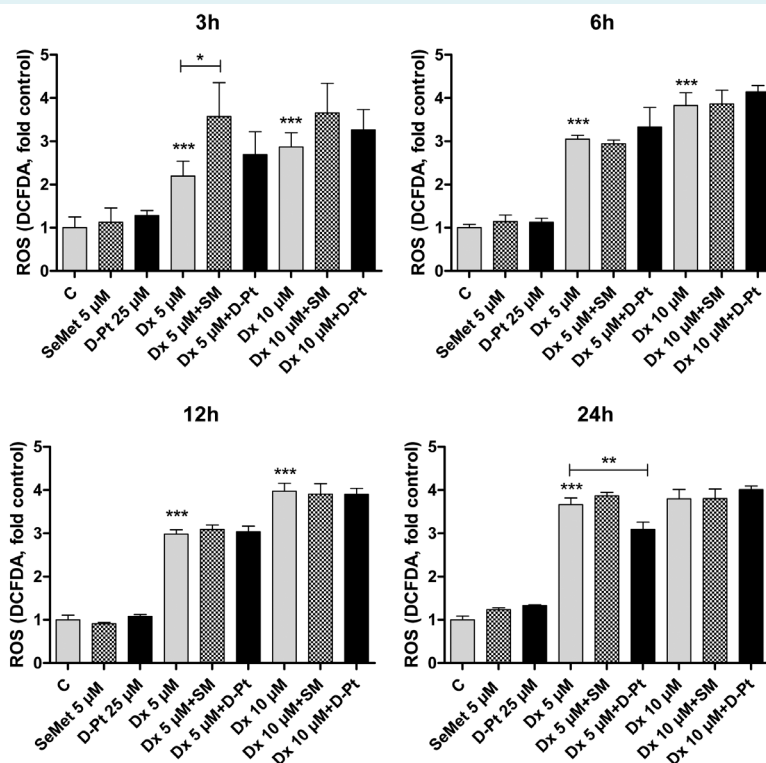 3h
*
***
***
5
4
3
2
1
0
ROS (DCFDA, fold control)
C
SeMet 5 µM
D-Pt 25 µM
Dx 5 µM
Dx 5 µM+SM
Dx 5 µM+D-Pt
Dx 10 µM
Dx 10 µM+SM
Dx 10 µM+D-Pt
6h
***
***
5
4
3
2
1
0
ROS (DCFDA, fold control)
C
SeMet 5 µM
D-Pt 25 µM
Dx 5 µM
Dx 5 µM+SM
Dx 5 µM+D-Pt
Dx 10 µM
Dx 10 µM+SM
Dx 10 µM+D-Pt
12h
***
***
5
4
3
2
1
0
ROS (DCFDA, fold control)
C
SeMet 5 µM
D-Pt 25 µM
Dx 5 µM
Dx 5 µM+SM
Dx 5 µM+D-Pt
Dx 10 µM
Dx 10 µM+SM
Dx 10 µM+D-Pt
24h
**
***
5
4
3
2
1
0
ROS (DCFDA, fold control)
C
SeMet 5 µM
D-Pt 25 µM
Dx 5 µM
Dx 5 µM+SM
Dx 5 µM+D-Pt
Dx 10 µM
Dx 10 µM+SM
Dx 10 µM+D-Pt